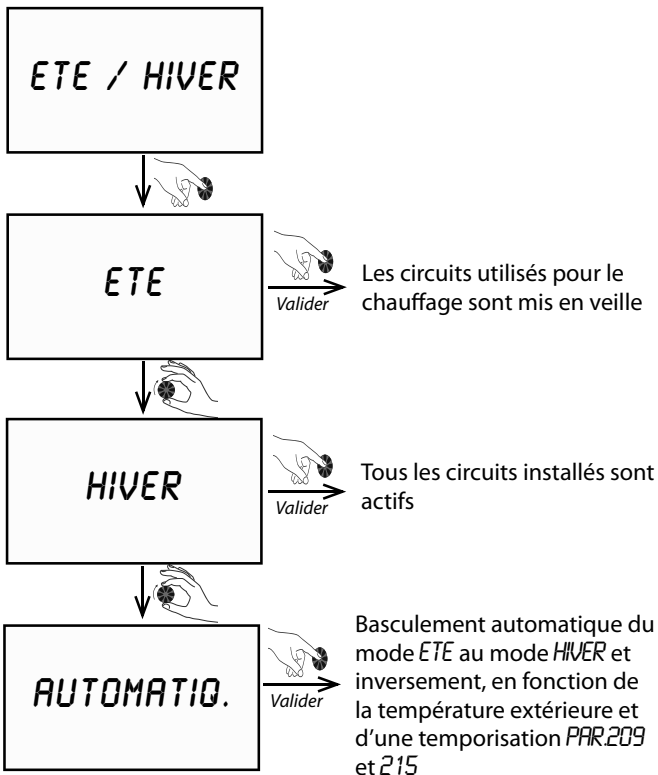 ETE / HIVER
ETE
Valider
Les circuits utilisés pour le
chauffage sont mis en veille
HIVER
Valider
Tous les circuits installés sont
actifs
AUTOMATIQ.
Valider
Basculement automatique du
mode ETE au mode HIVER et
inversement, en fonction de
la température extérieure et
d'une temporisation PAR.209
et 215